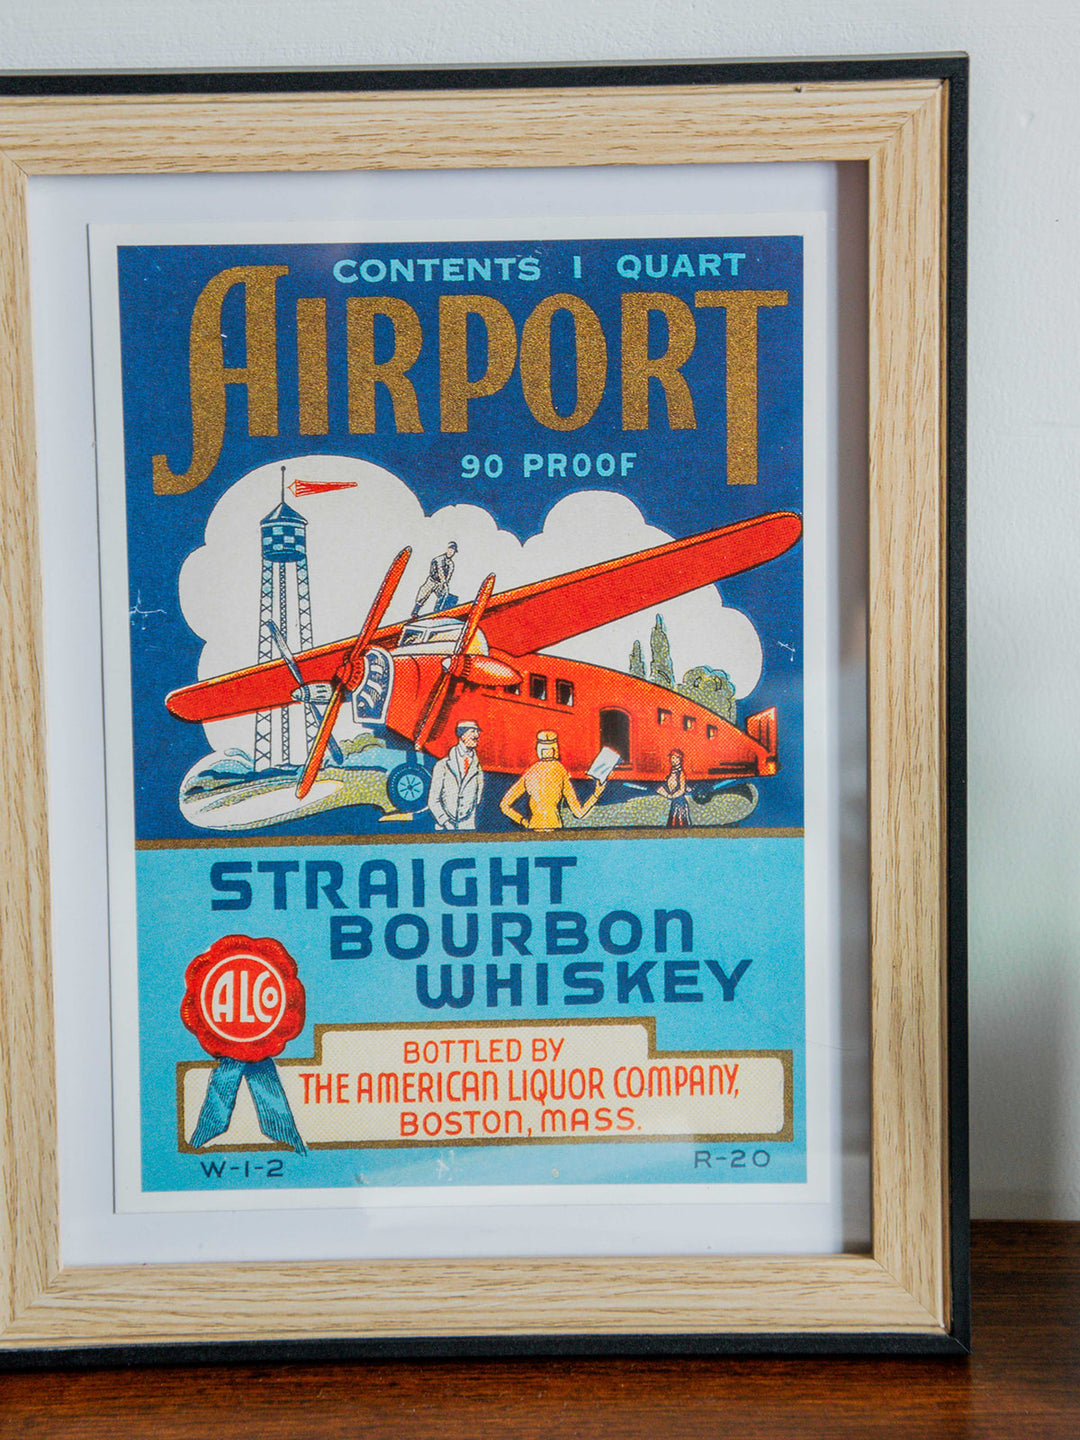 CONTENTS 1 QUART
AIRPORT
90 PROOF
STRAIGHT
BOURBON
WHISKEY
ALCO
BOTTLED BY
THE AMERICAN LIQUOR COMPANY,
BOSTON, MASS.
W-1-2
R-20